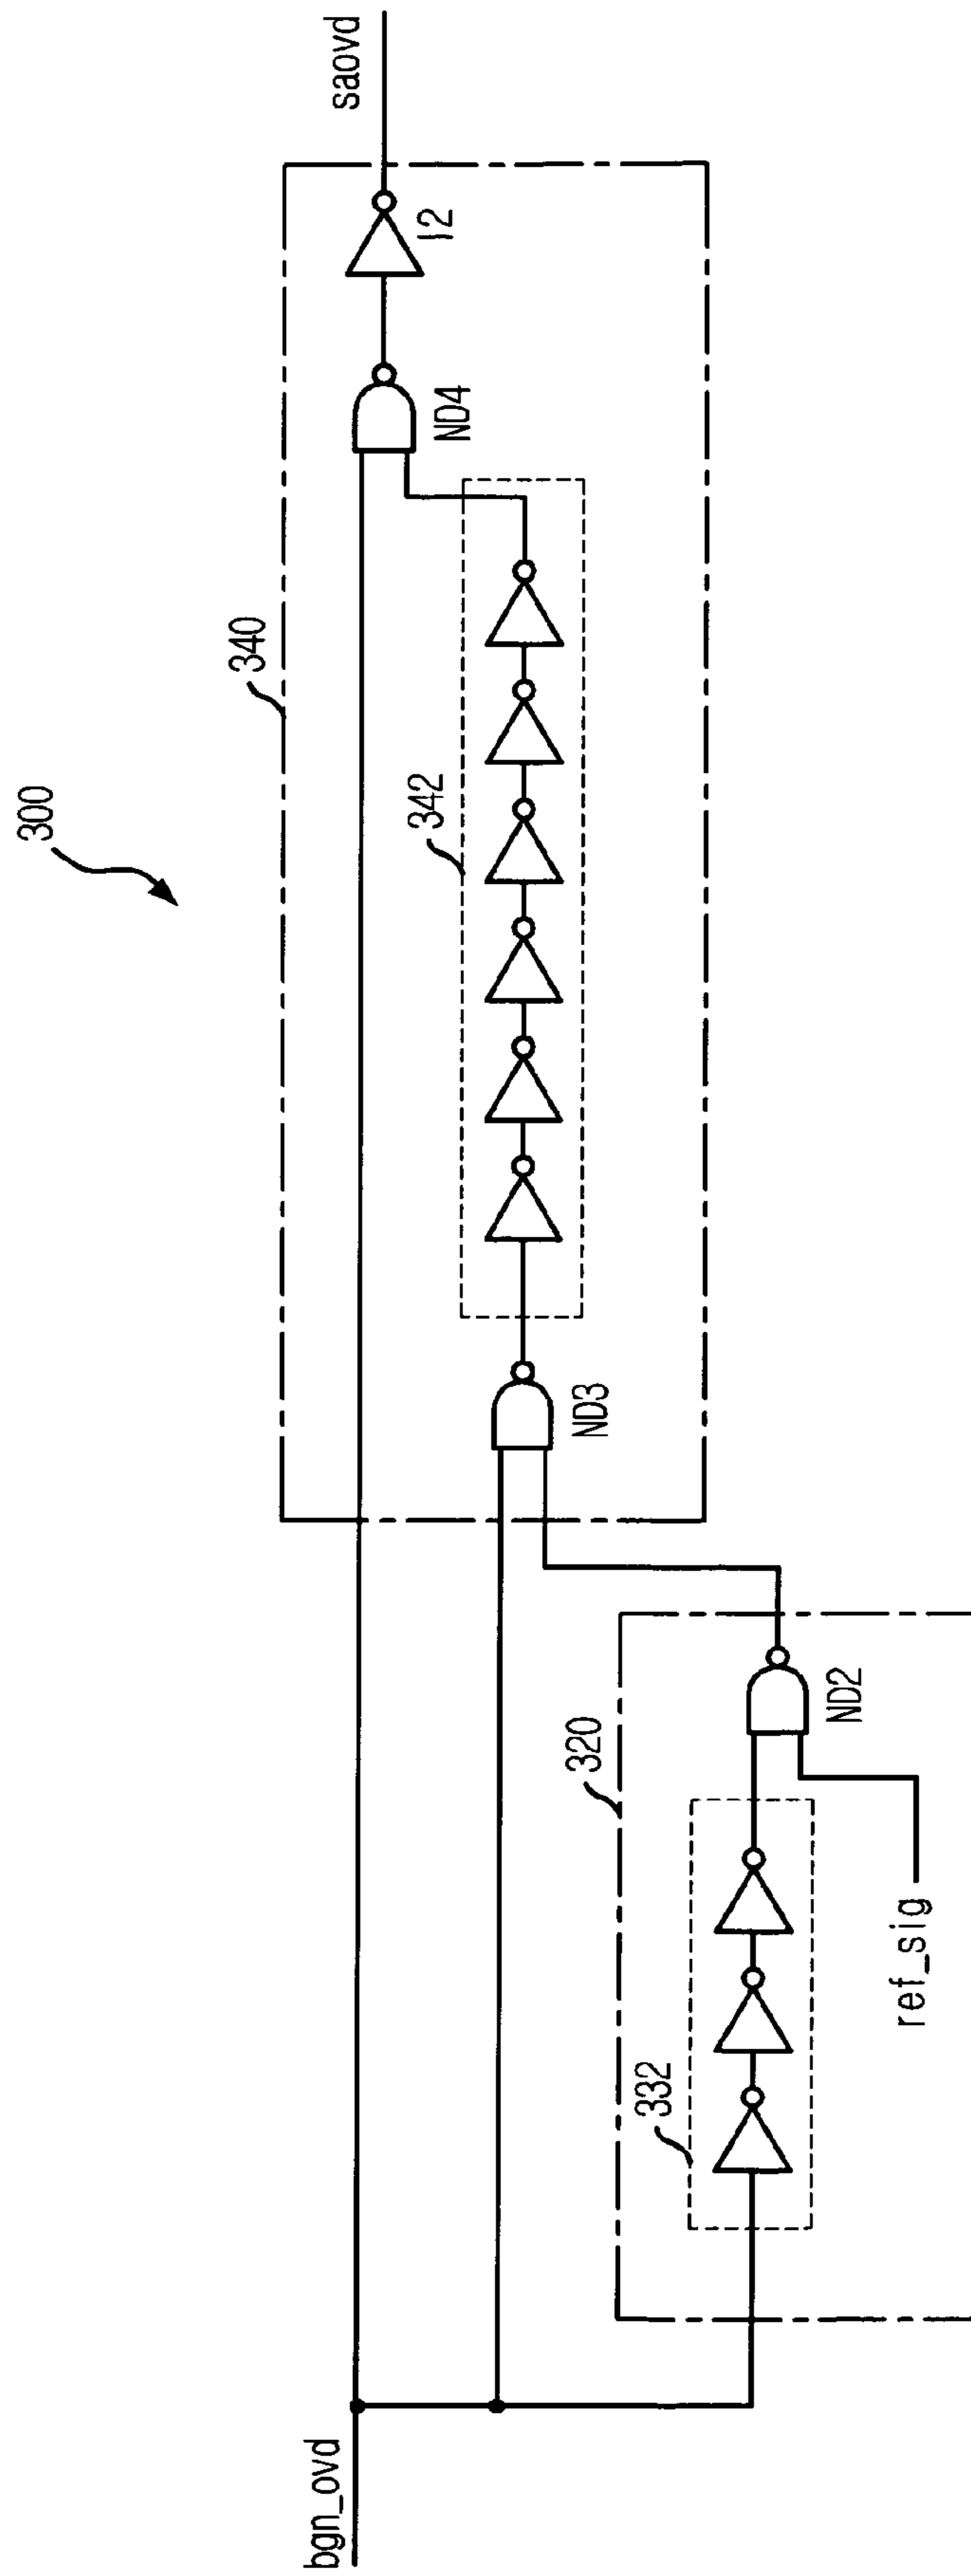 300
340
saovd
I2
ND4
342
ND3
bgn_ovd
320
332
ND2
ref_sig